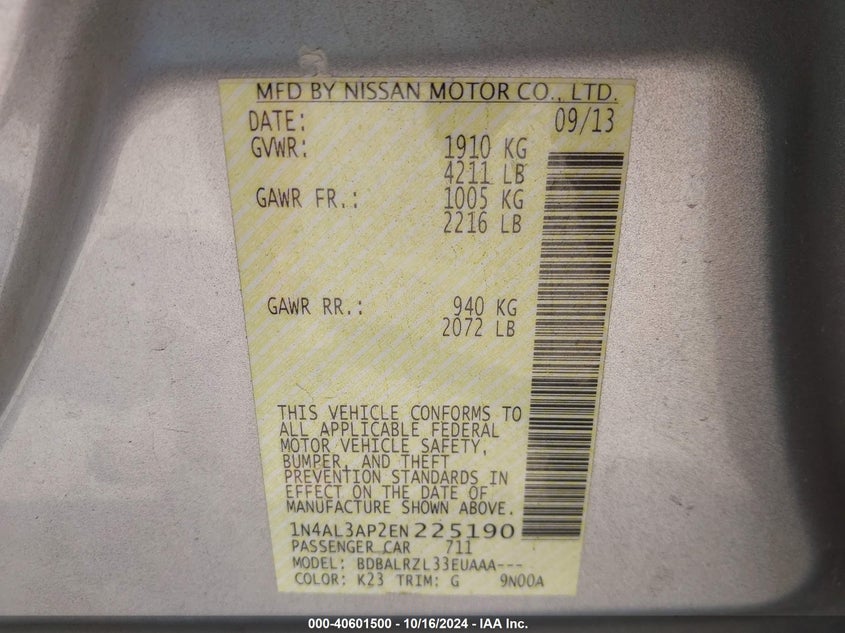 MFD BY NISSAN MOTOR CO., LTD.
DATE: 09/13
GVWR: 1910 KG
4211 LB
GAWR FR.: 1005 KG
2216 LB
GAWR RR.: 940 KG
2072 LB
THIS VEHICLE CONFORMS TO
ALL APPLICABLE FEDERAL
MOTOR VEHICLE SAFETY,
BUMPER, AND THEFT
PREVENTION STANDARDS IN
EFFECT ON THE DATE OF
MANUFACTURE SHOWN ABOVE.
1N4AL3AP2EN225190
PASSENGER CAR 711
MODEL: BDBALRZL33EUAAA---
COLOR: K23 TRIM: G 9N00A
000-40601500 - 10/16/2024 - IAA Inc.